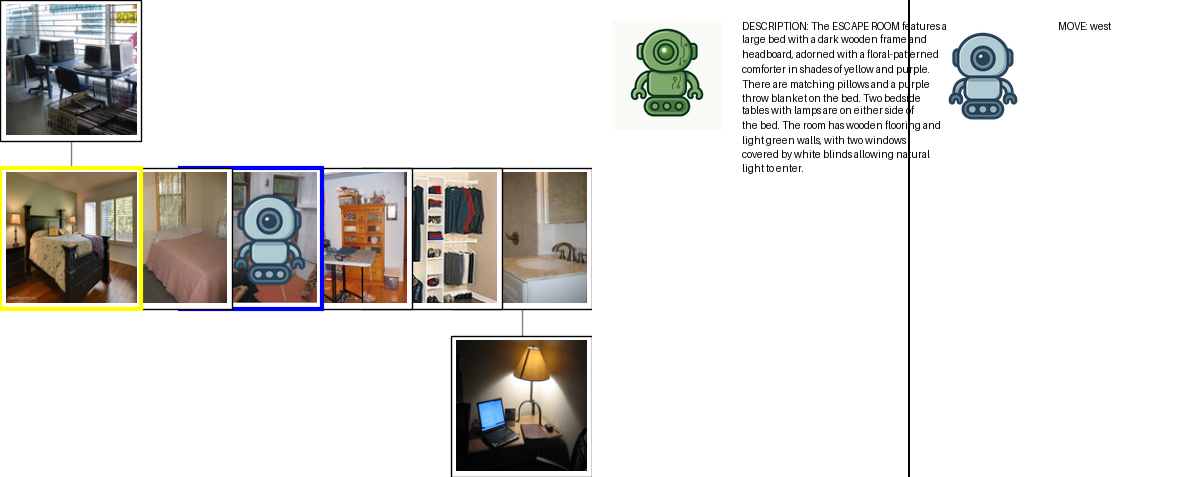 DESCRIPTION: The ESCAPE ROOM features a
large bed with a dark wooden frame and
headboard, adorned with a floral-patterned
comforter in shades of yellow and purple.
There are matching pillows and a purple
throw blanket on the bed. Two bedside
tables with lamps are on either side of
the bed. The room has wooden flooring and
light green walls, with two windows
covered by white blinds allowing natural
light to enter.
MOVE: west